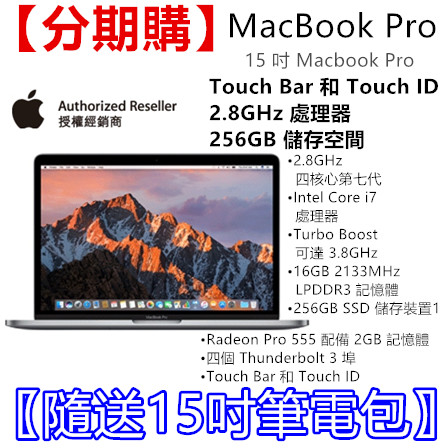 【分期購】MacBook Pro
15 吋 Macbook Pro
Touch Bar 和 Touch ID
2.8GHz 處理器
256GB 儲存空間
Authorized Reseller
授權經銷商
•2.8GHz
四核心第七代
•Intel Core i7
處理器
•Turbo Boost
可達 3.8GHz
•16GB 2133MHz
LPDDR3 記憶體
•256GB SSD 儲存裝置1
MacBook Pro
•Radeon Pro 555 配備 2GB 記憶體
•四個 Thunderbolt 3 埠
•Touch Bar 和 Touch ID
【隨送15吋筆電包】